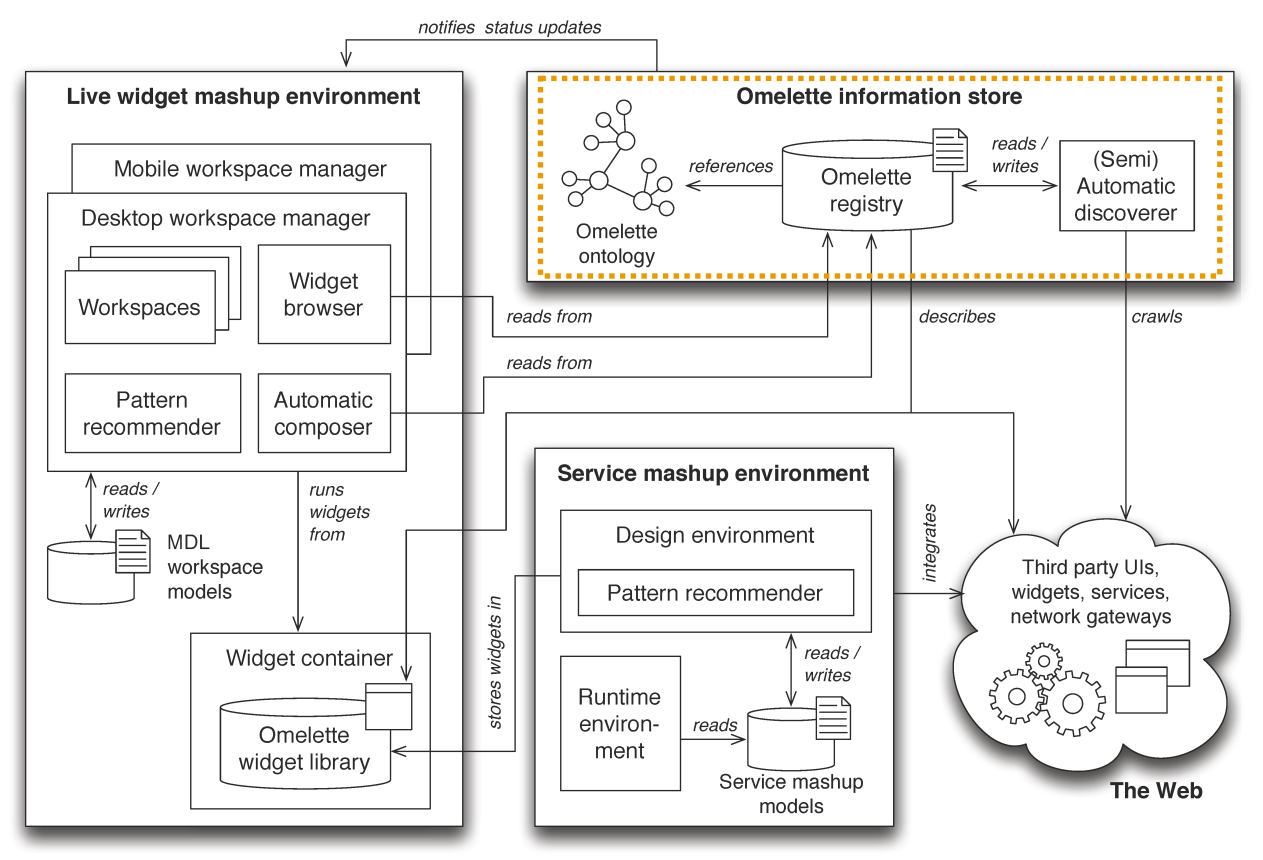 notifies status updates
Live widget mashup environment
Mobile workspace manager
Desktop workspace manager
Workspaces
Widget
browser
Pattern
recommender
Automatic
composer
reads /
writes
runs
widgets
from
MDL
workspace
models
Widget container
Omelette
widget library
Omelette information store
Omelette
ontology
references
Omelette
registry
reads /
writes
(Semi)
Automatic
discoverer
reads from
reads from
describes
crawls
Service mashup environment
Design environment
Pattern recommender
stores widgets in
Runtime
environ-
ment
reads
reads /
writes
Service mashup
models
integrates
Third party UIs,
widgets, services,
network gateways
The Web